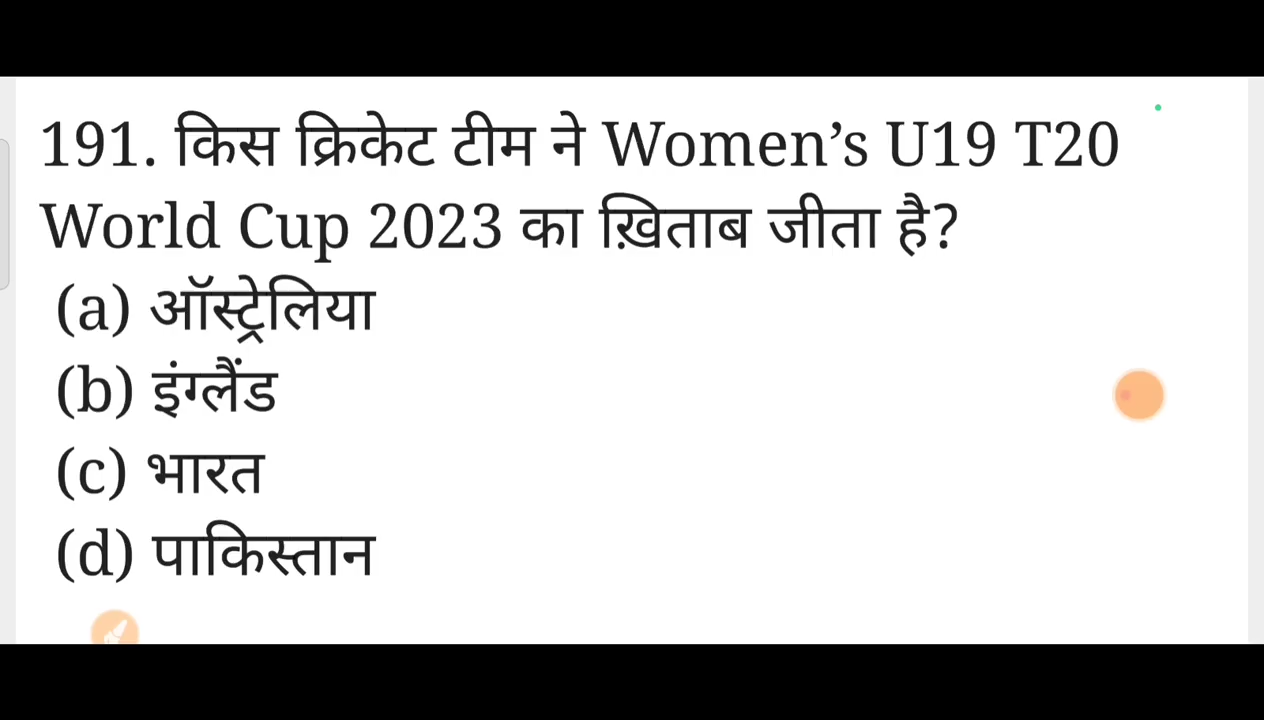 191. किस क्रिकेट टीम ने Women’s U19 T20
World Cup 2023 का ख़िताब जीता है?
(a) ऑस्ट्रेलिया
(b) इंग्लैंड
(c) भारत
(d) पाकिस्तान